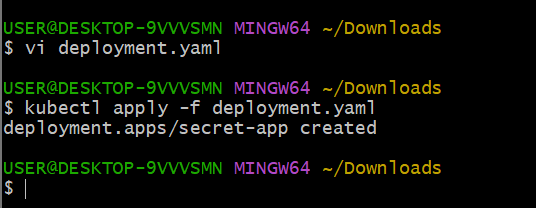 USER@DESKTOP-9VVVSMN MINGW64 ~/Downloads
$ vi deployment.yaml
USER@DESKTOP-9VVVSMN MINGW64 ~/Downloads
$ kubectl apply -f deployment.yaml
deployment.apps/secret-app created
USER@DESKTOP-9VVVSMN MINGW64 ~/Downloads
$